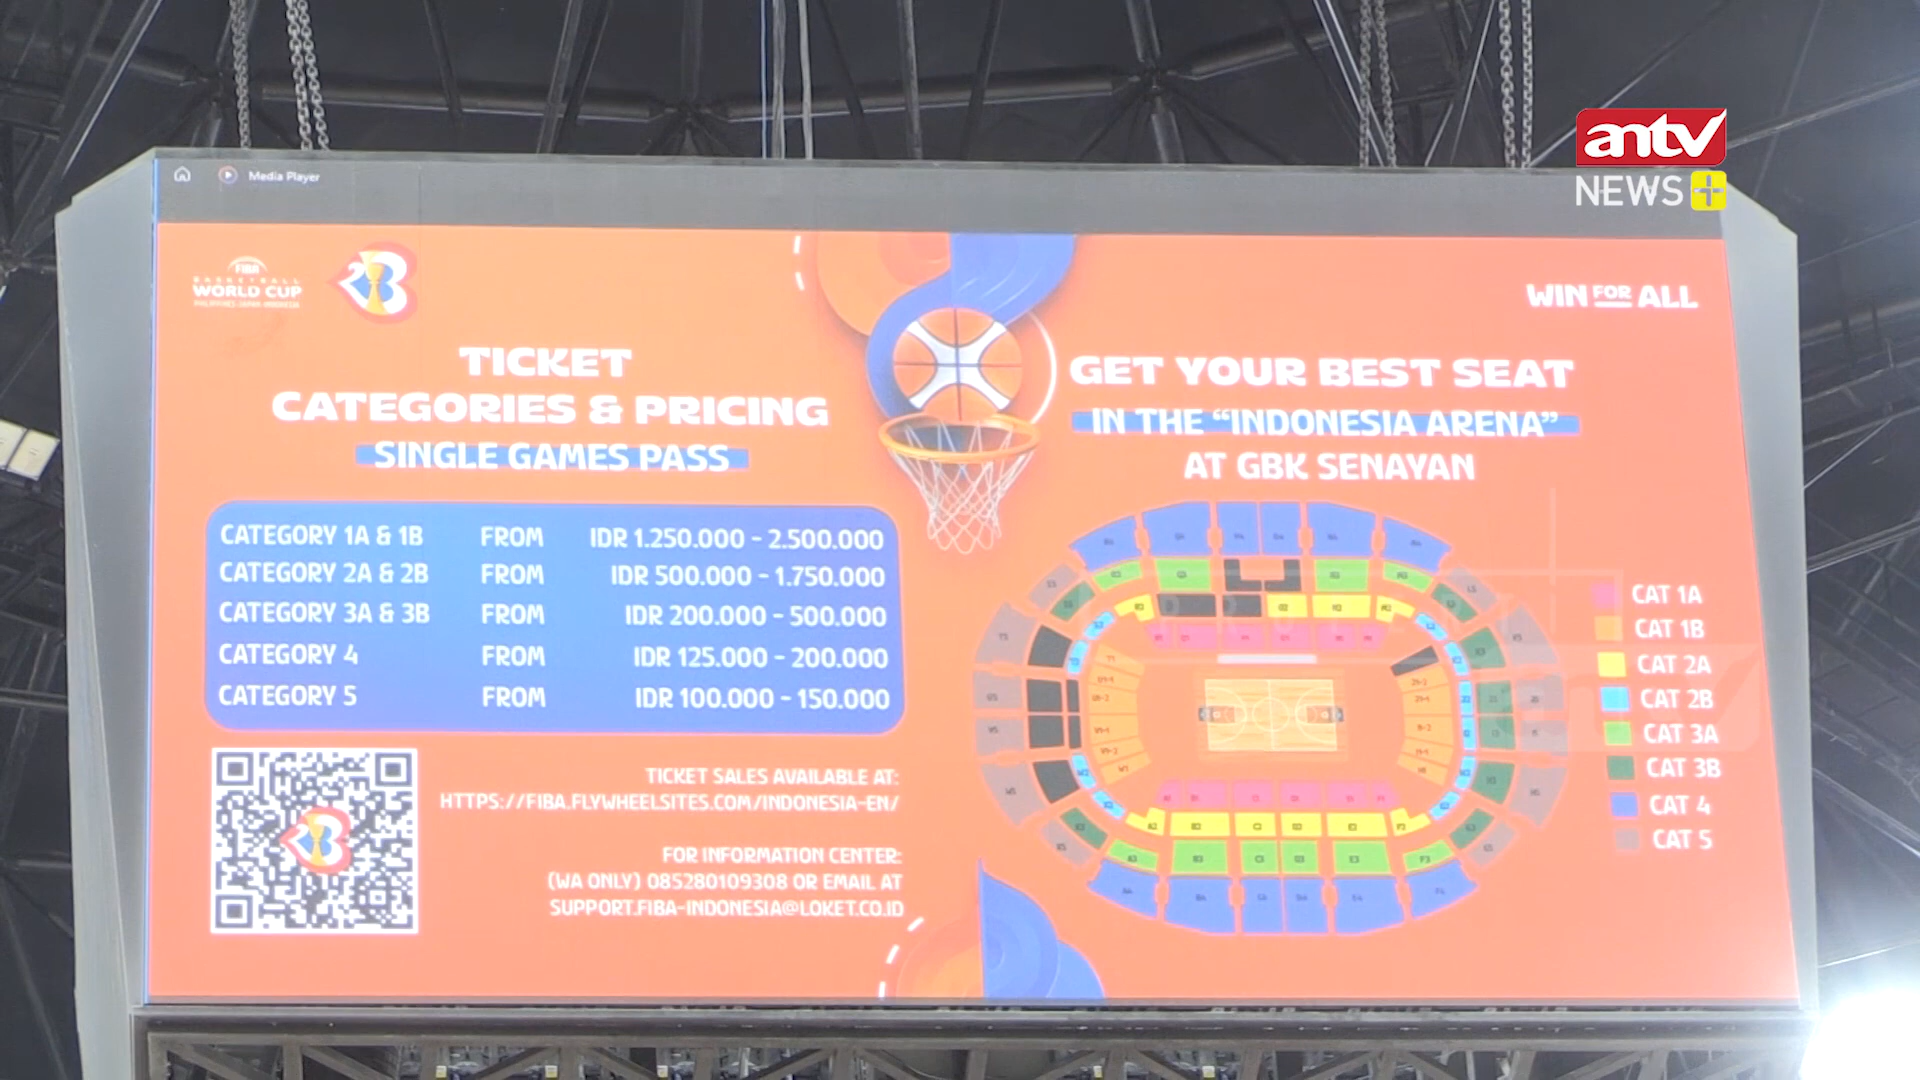 antv
NEWS+
Media Player
FIBA
BASKETBALL
WORLD CUP
PHILIPPINES-JAPAN-INDONESIA
WIN FOR ALL
TICKET
CATEGORIES & PRICING
SINGLE GAMES PASS
GET YOUR BEST SEAT
IN THE “INDONESIA ARENA”
AT GBK SENAYAN
CATEGORY 1A & 1B FROM IDR 1.250.000 - 2.500.000
CATEGORY 2A & 2B FROM IDR 500.000 - 1.750.000
CATEGORY 3A & 3B FROM IDR 200.000 - 500.000
CATEGORY 4 FROM IDR 125.000 - 200.000
CATEGORY 5 FROM IDR 100.000 - 150.000
TICKET SALES AVAILABLE AT:
HTTPS://FIBA.FLYWHEELSITES.COM/INDONESIA-EN/
FOR INFORMATION CENTER:
(WA ONLY) 085280109308 OR EMAIL AT
SUPPORT.FIBA-INDONESIA@LOKET.CO.ID
CAT 1A
CAT 1B
CAT 2A
CAT 2B
CAT 3A
CAT 3B
CAT 4
CAT 5